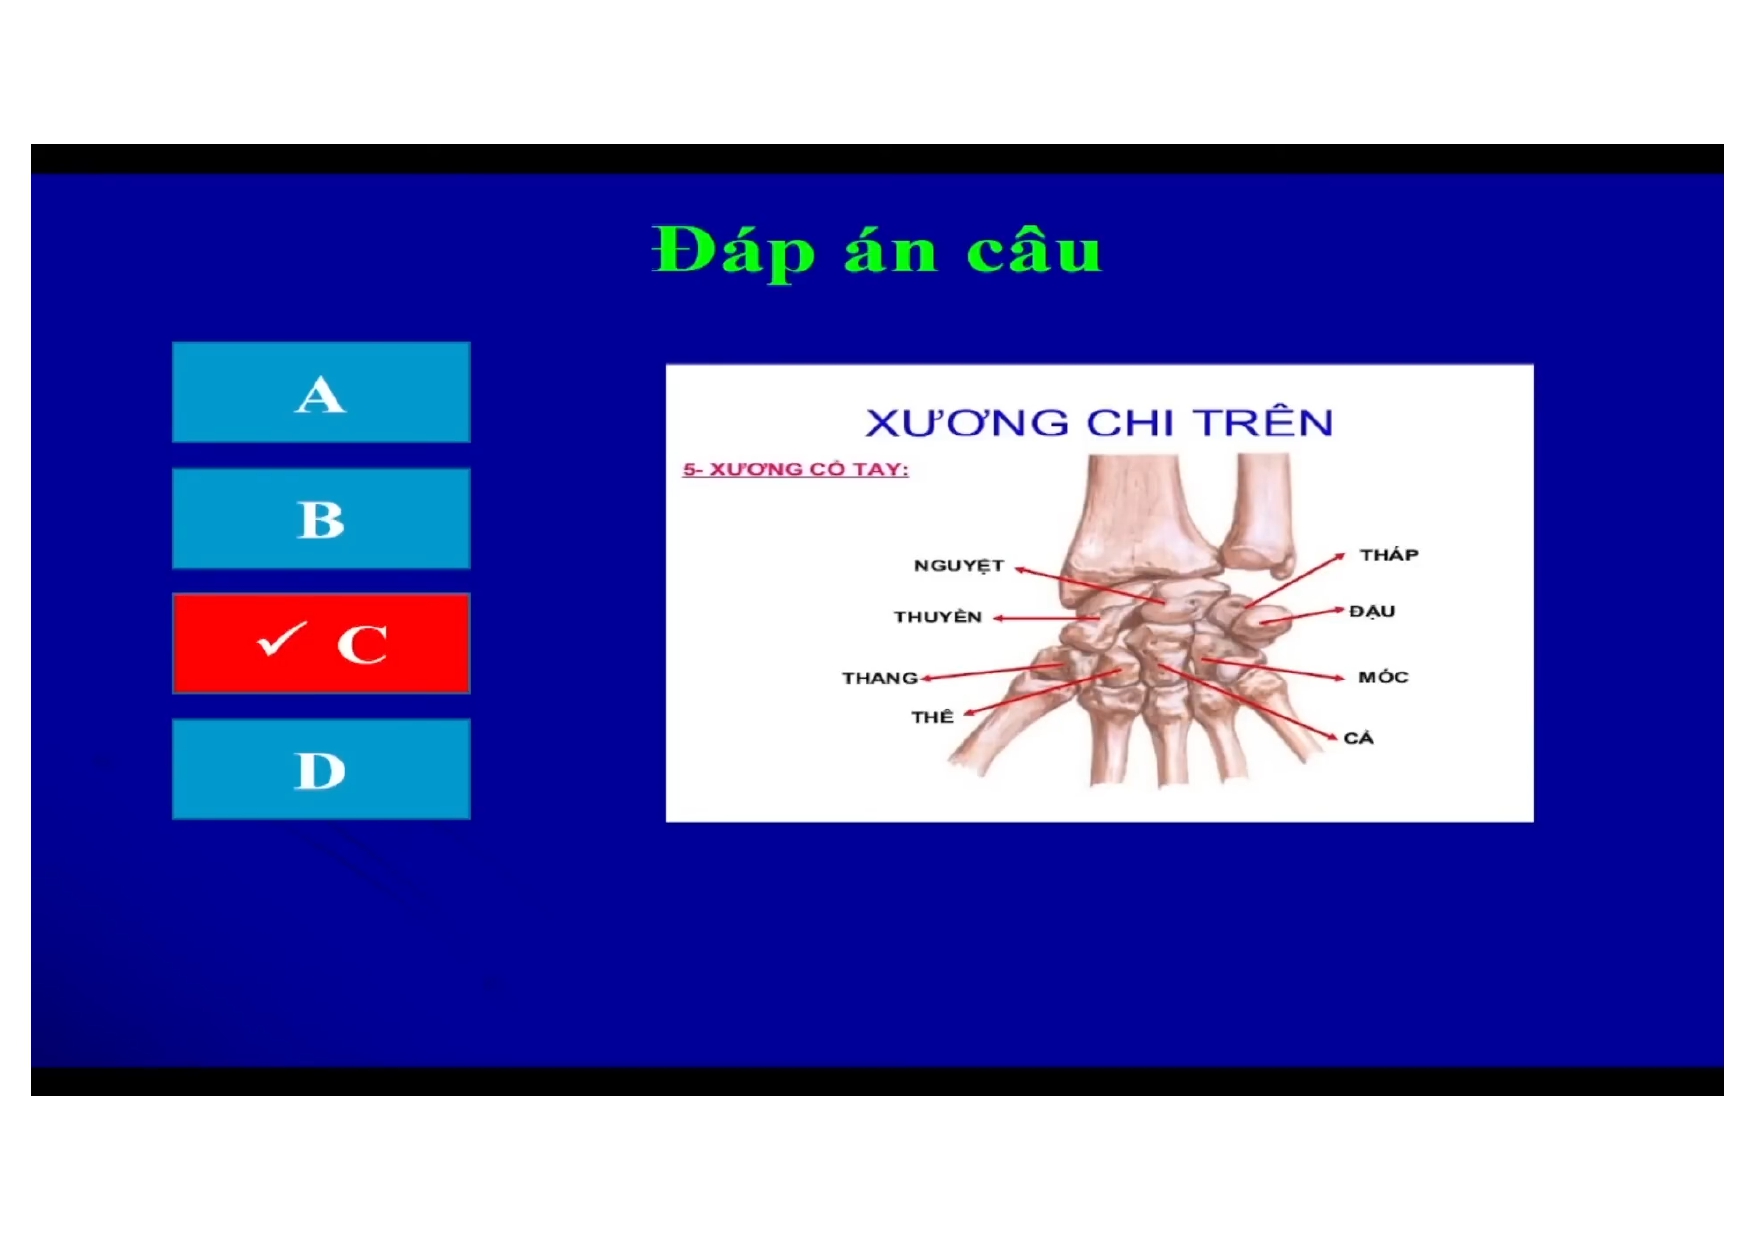 Đáp án câu
A
B
✓ C
D
XƯƠNG CHI TRÊN
5- XƯƠNG CỔ TAY:
NGUYỆT
THUYỀN
THANG
THÊ
THÁP
ĐẬU
MÓC
CẢ